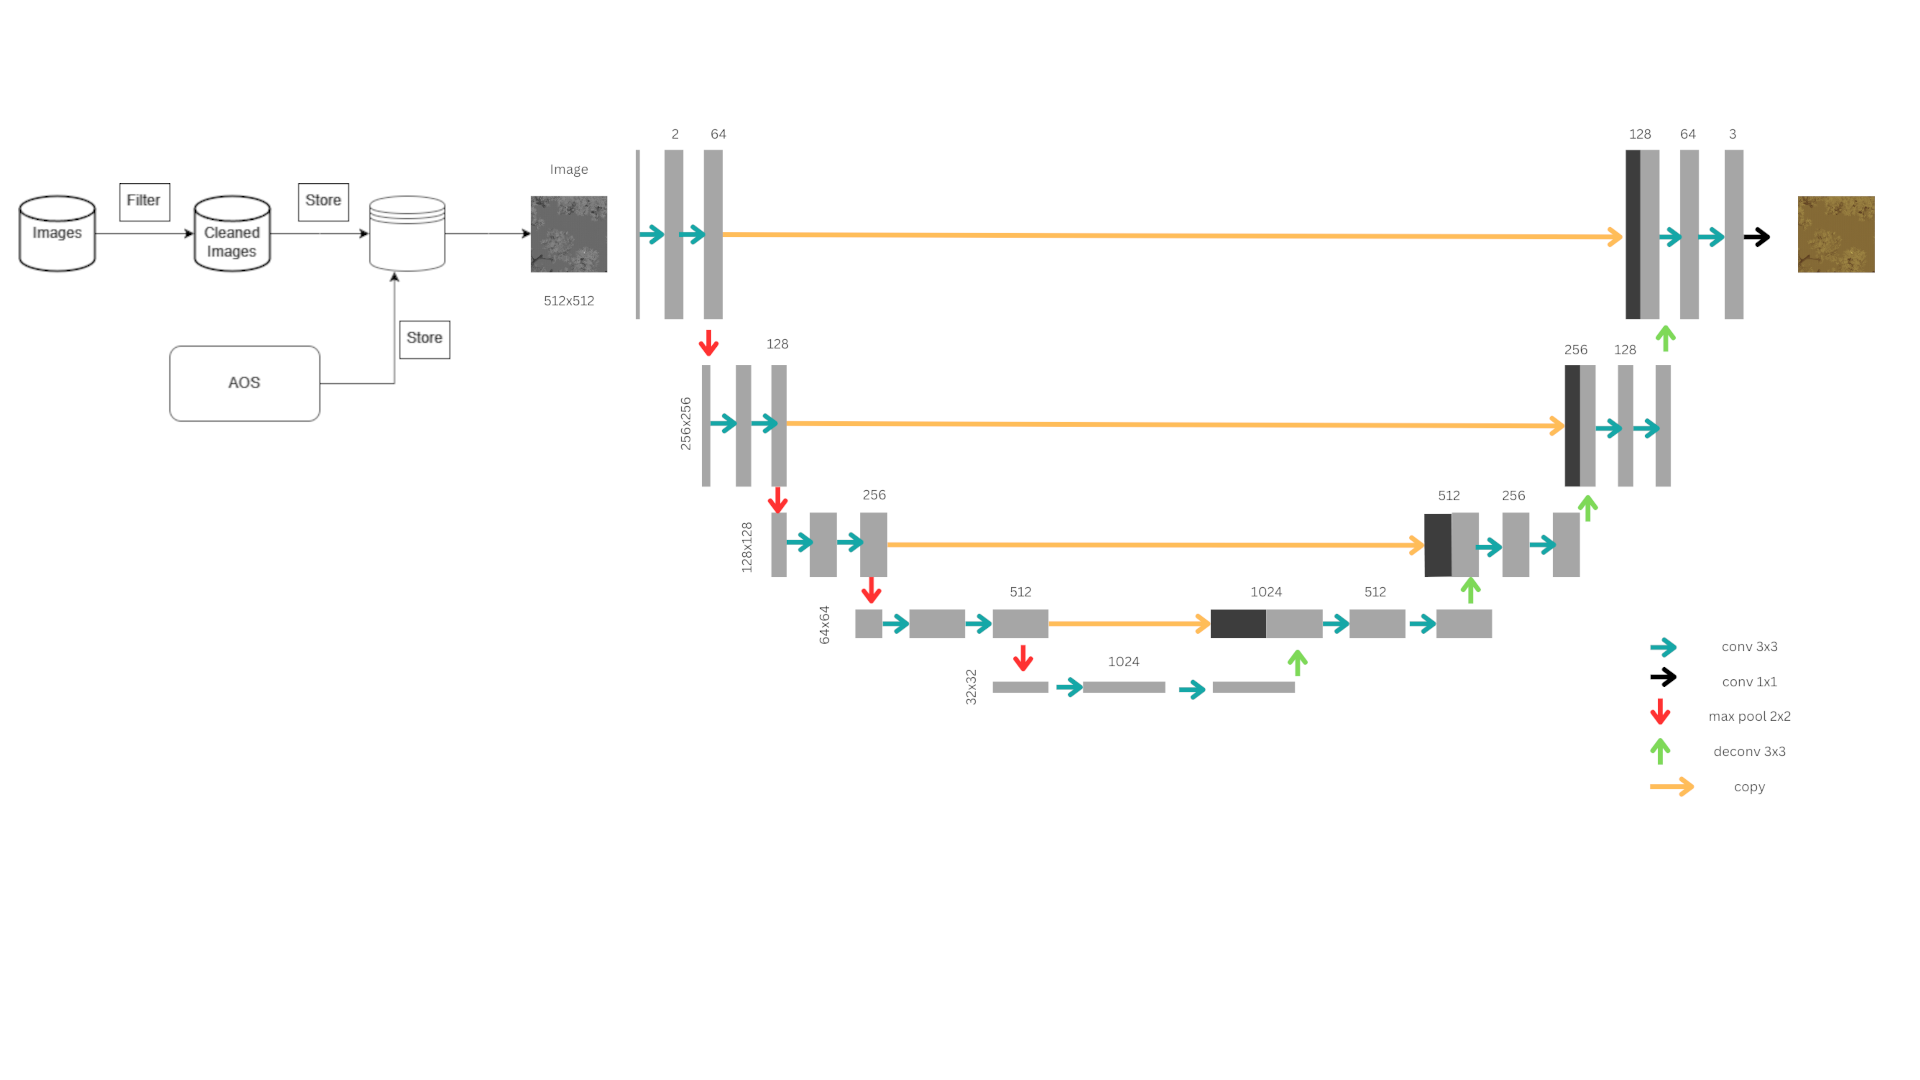 Images
Filter
Cleaned
Images
Store
AOS
Store
Image
512x512
2
64
128
64
3
256x256
128
256
128
128x128
256
512
256
64x64
512
1024
512
32x32
1024
conv 3x3
conv 1x1
max pool 2x2
deconv 3x3
copy